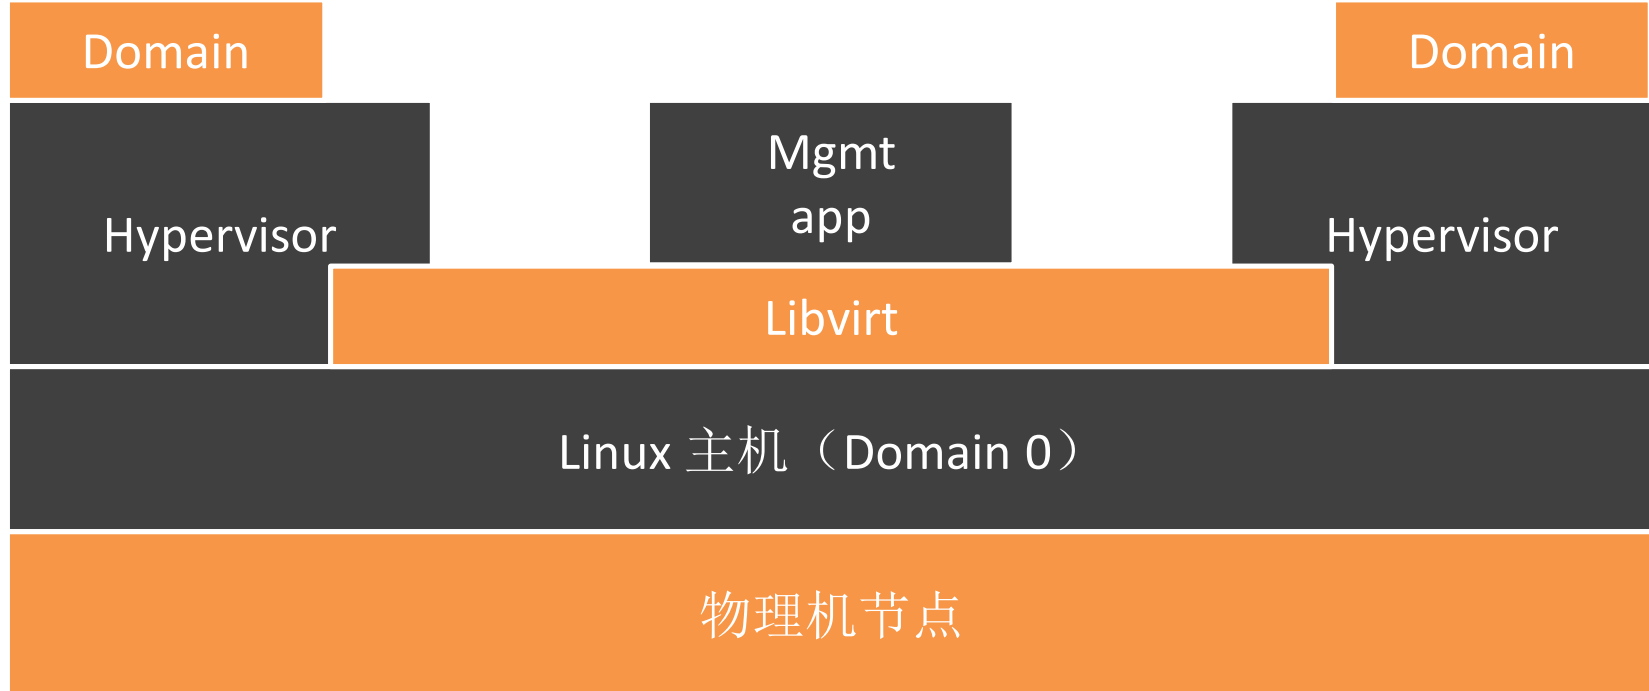 Domain
Domain
Mgmt
app
Hypervisor
Hypervisor
Libvirt
Linux 主机（Domain 0）
物理机节点